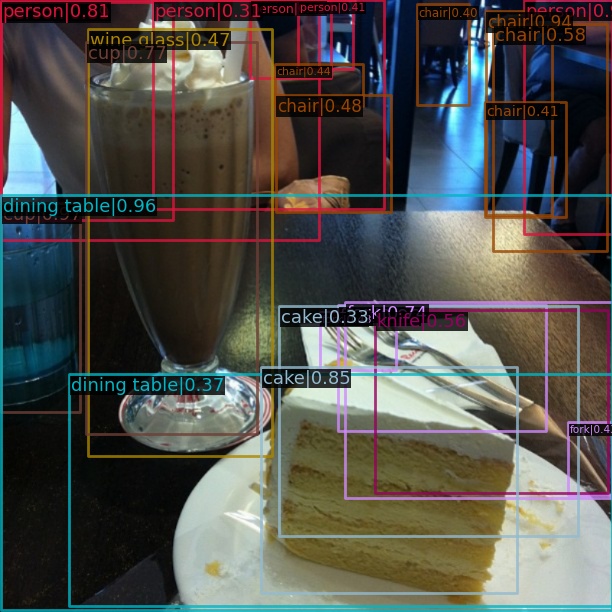 person|0.81
person|0.31
person|0.41
chair|0.40
chair|0.94
chair|0.58
wine glass|0.47
cup|0.77
chair|0.44
chair|0.48
chair|0.41
dining table|0.96
cake|0.33
knife|0.56
dining table|0.37
cake|0.85